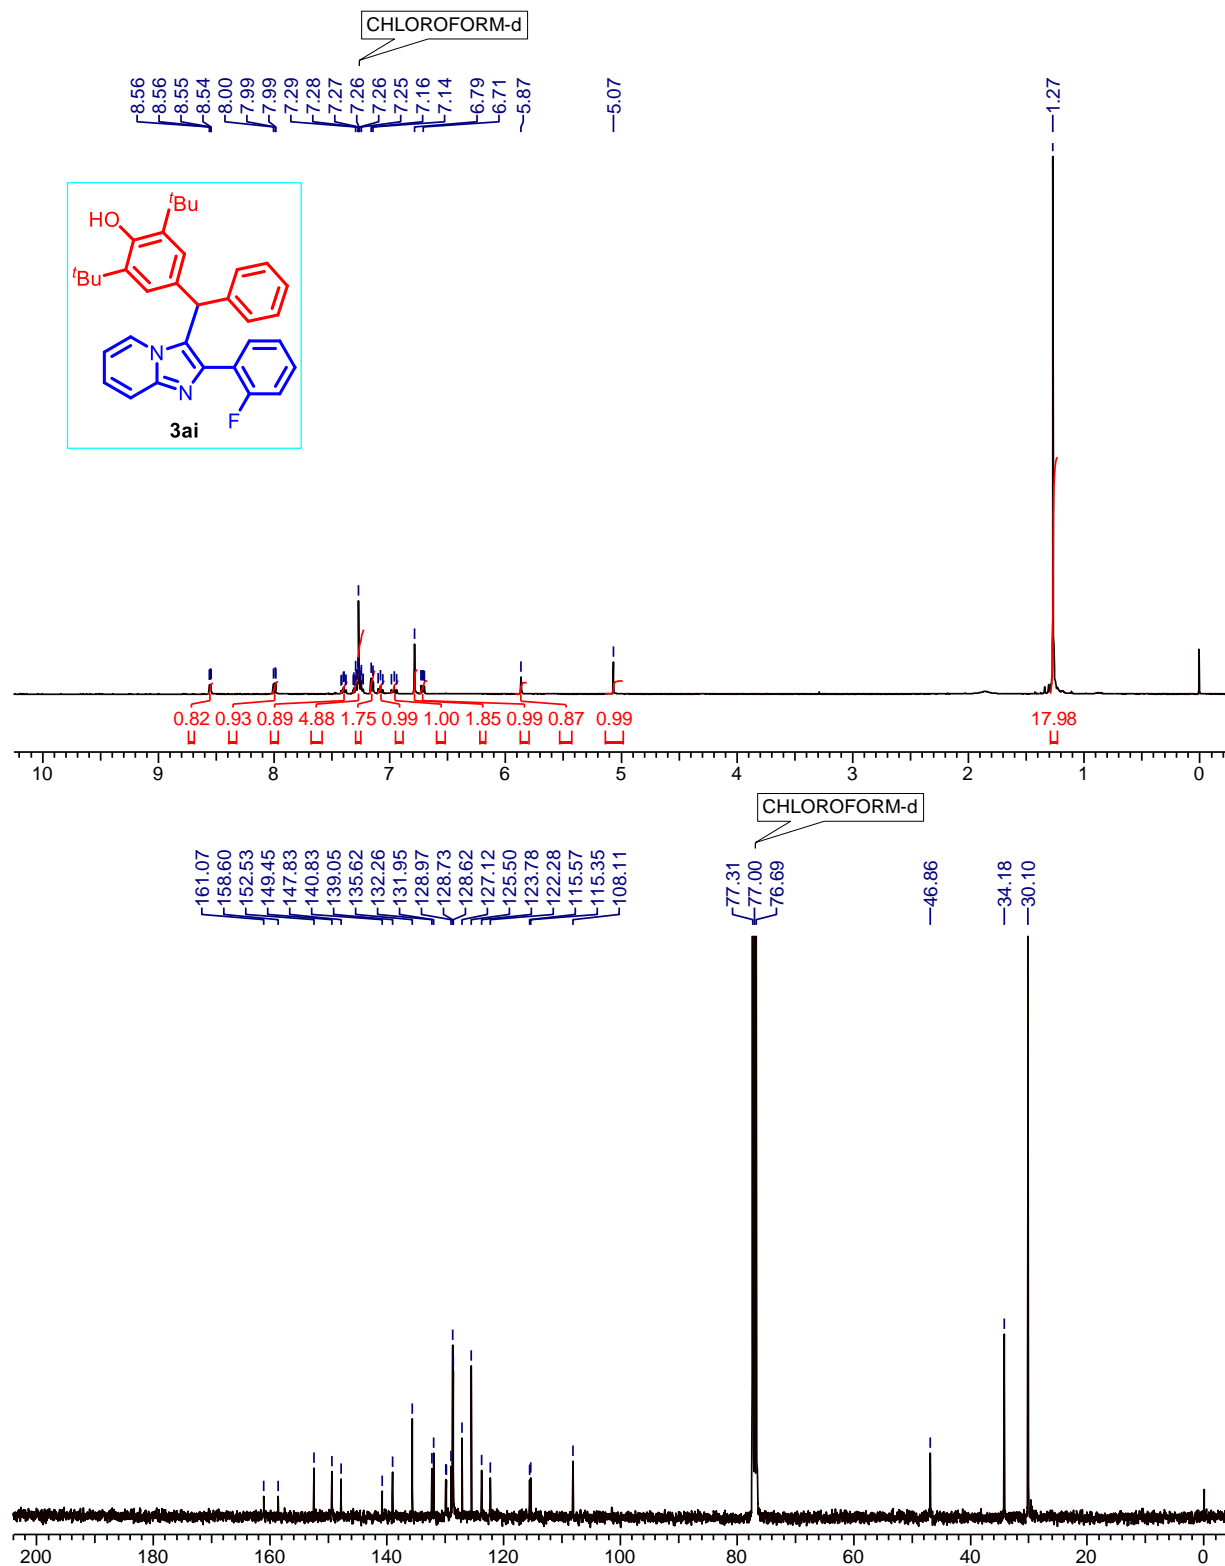 CHLOROFORM-d
8.56 8.56 8.55 8.54 8.00 7.99 7.99 7.29 7.28 7.27 7.26 7.26 7.25 7.16 7.14 6.79 6.71 5.87 5.07 1.27
tBu
HO
tBu
N
N
F
3ai
0.82 0.93 0.89 4.88 1.75 0.99 1.00 1.85 0.99 0.87 0.99 17.98
10 9 8 7 6 5 4 3 2 1 0
CHLOROFORM-d
161.07 158.60 152.53 149.45 147.83 140.83 139.05 135.62 132.26 131.95 128.97 128.73 128.62 127.12 125.50 123.78 122.28 115.57 115.35 108.11 77.31 77.00 76.69 46.86 34.18 30.10
200 180 160 140 120 100 80 60 40 20 0